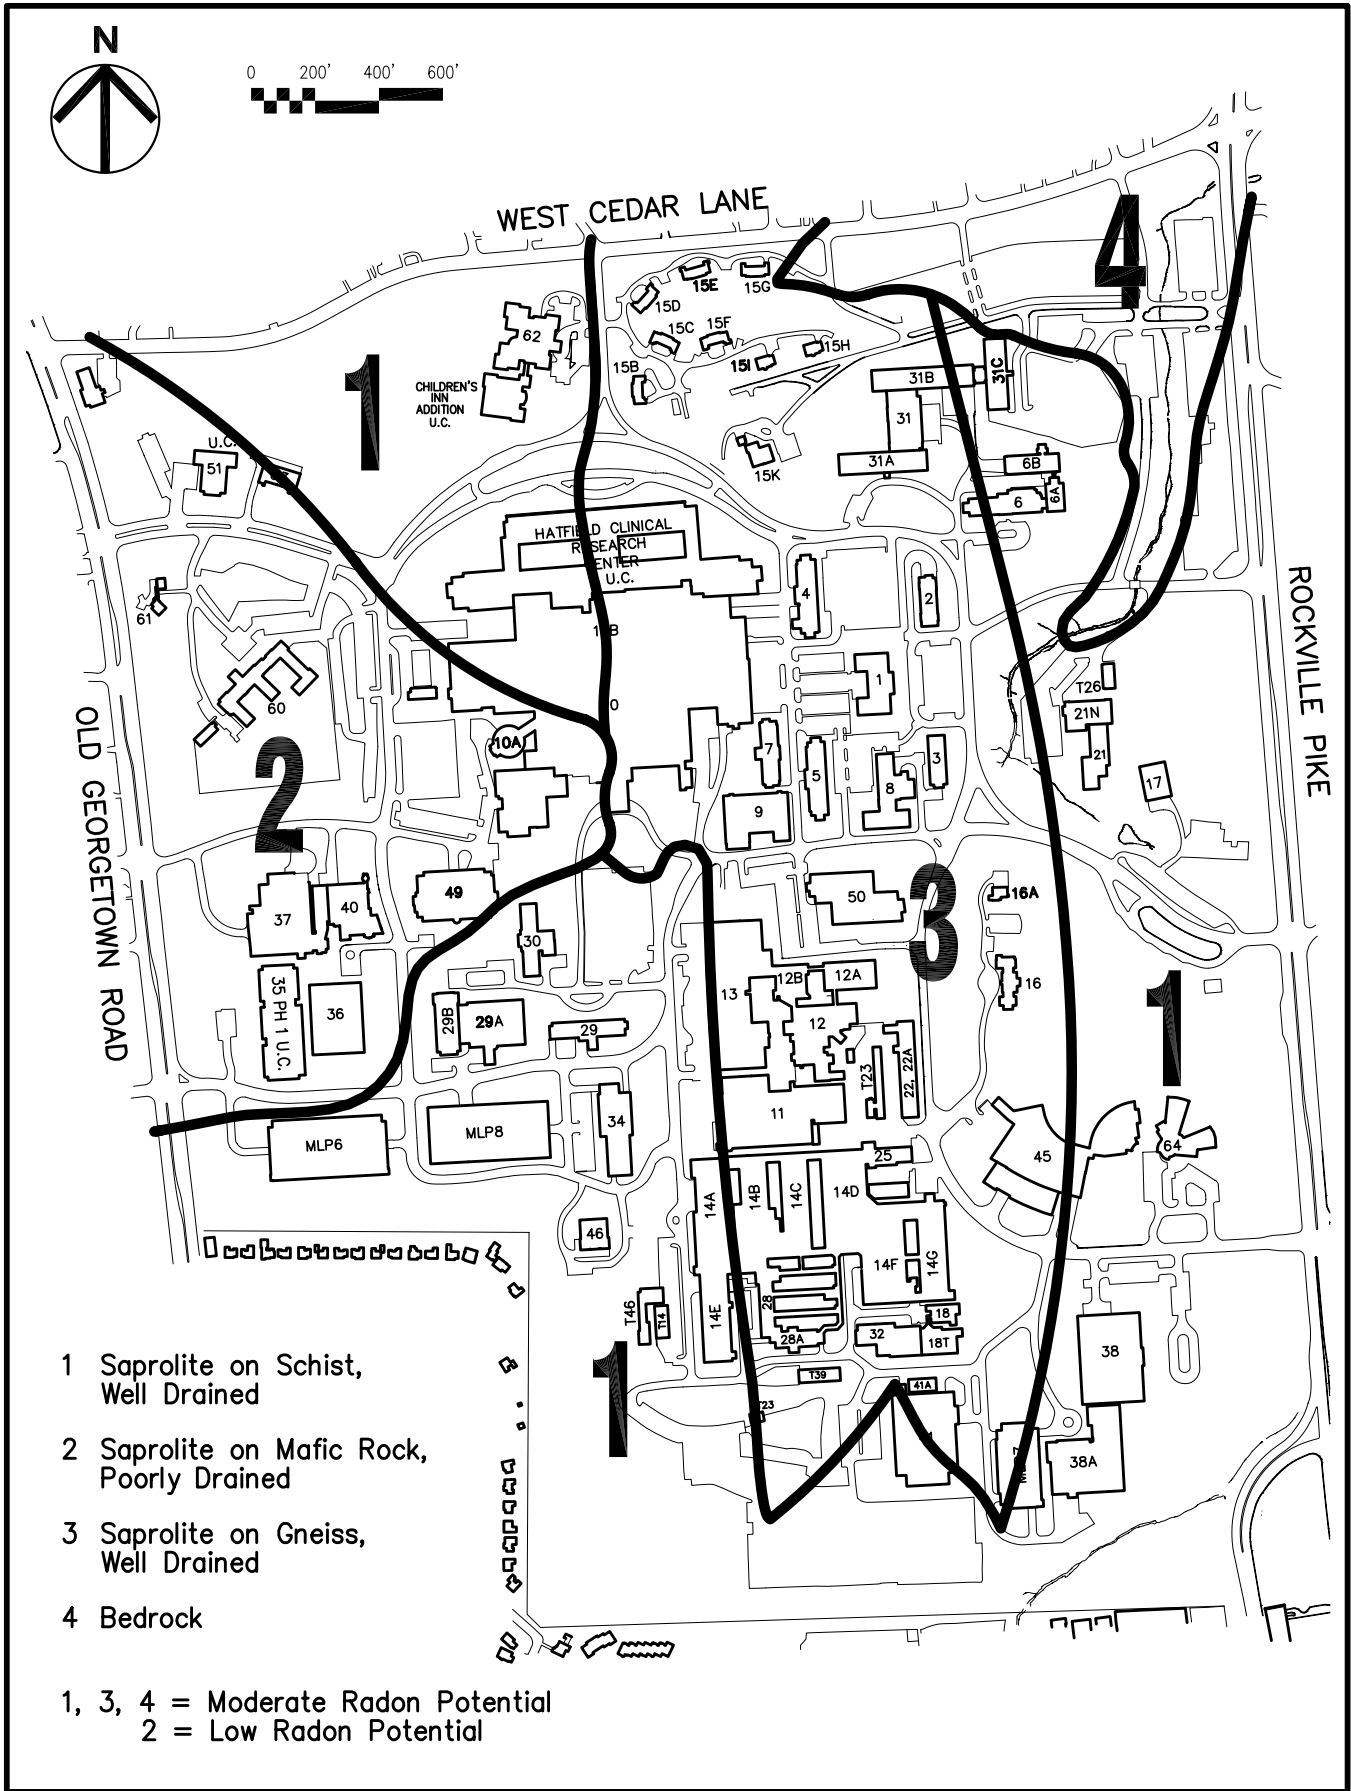 N
0 200' 400' 600'
WEST CEDAR LANE
4
15E
15G
15D
15C
15F
62
15H
15I
15B
1
CHILDREN'S
INN
ADDITION
U.C.
31B
31C
31
U.C.
51
31A
6B
15K
6
6A
HATFIELD CLINICAL
RESEARCH
CENTER
U.C.
4
2
61
ROCKVILLE PIKE
1
T26
60
21N
OLD GEORGETOWN ROAD
10A
7
3
21
5
8
17
2
9
49
50
16A
37
40
3
30
12B
12A
16
13
35 PH 1 U.C.
36
29B
29A
29
12
1
T23
22, 22A
11
34
MLP8
MLP6
25
45
64
14A
14B
14C
14D
46
14F
14G
T46
T14
14E
28
18
28A
32
18T
38
1
T39
41A
T23
38A
1 Saprolite on Schist,
Well Drained
2 Saprolite on Mafic Rock,
Poorly Drained
3 Saprolite on Gneiss,
Well Drained
4 Bedrock
1, 3, 4 = Moderate Radon Potential
2 = Low Radon Potential